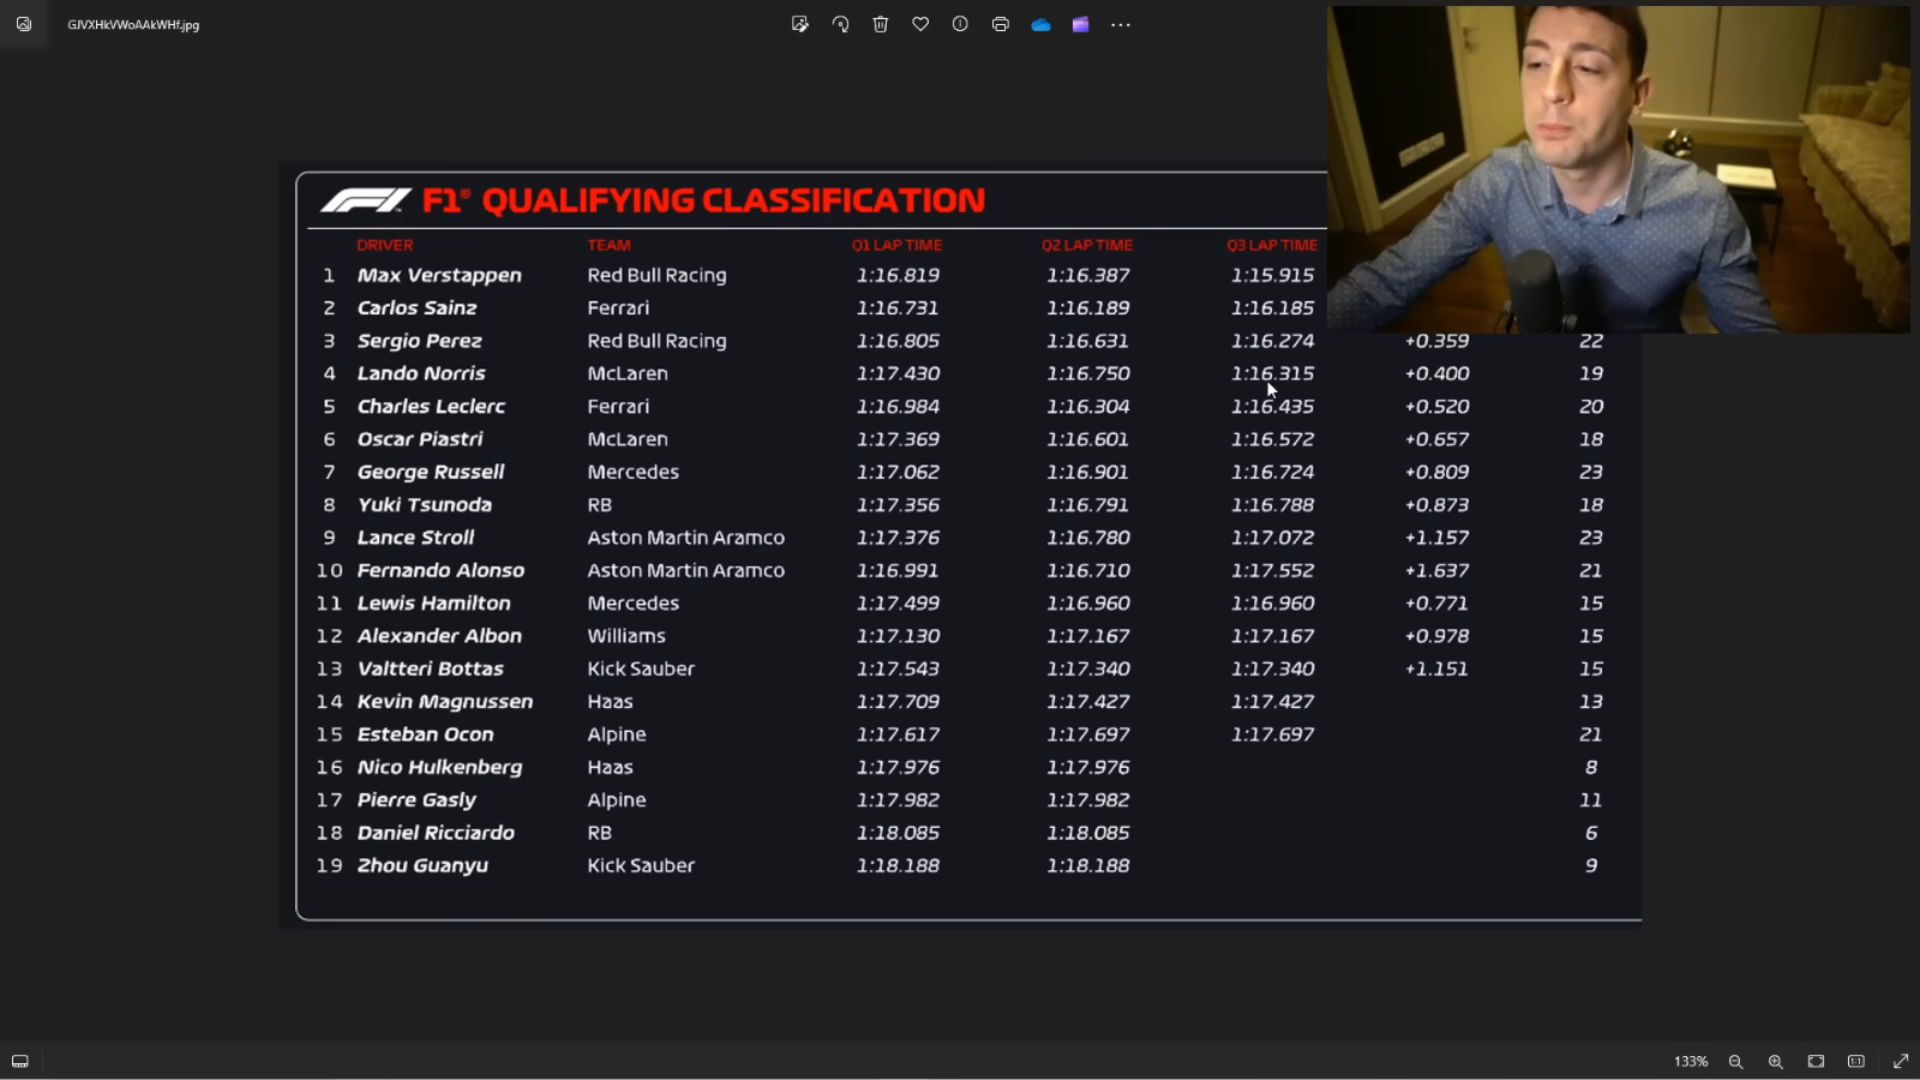 GJVXHkVWoAAkWHf.jpg
F1® QUALIFYING CLASSIFICATION
DRIVER TEAM Q1 LAP TIME Q2 LAP TIME Q3 LAP TIME
1 Max Verstappen Red Bull Racing 1:16.819 1:16.387 1:15.915
2 Carlos Sainz Ferrari 1:16.731 1:16.189 1:16.185
3 Sergio Perez Red Bull Racing 1:16.805 1:16.631 1:16.274 +0.359 22
4 Lando Norris McLaren 1:17.430 1:16.750 1:16.315 +0.400 19
5 Charles Leclerc Ferrari 1:16.984 1:16.304 1:16.435 +0.520 20
6 Oscar Piastri McLaren 1:17.369 1:16.601 1:16.572 +0.657 18
7 George Russell Mercedes 1:17.062 1:16.901 1:16.724 +0.809 23
8 Yuki Tsunoda RB 1:17.356 1:16.791 1:16.788 +0.873 18
9 Lance Stroll Aston Martin Aramco 1:17.376 1:16.780 1:17.072 +1.157 23
10 Fernando Alonso Aston Martin Aramco 1:16.991 1:16.710 1:17.552 +1.637 21
11 Lewis Hamilton Mercedes 1:17.499 1:16.960 1:16.960 +0.771 15
12 Alexander Albon Williams 1:17.130 1:17.167 1:17.167 +0.978 15
13 Valtteri Bottas Kick Sauber 1:17.543 1:17.340 1:17.340 +1.151 15
14 Kevin Magnussen Haas 1:17.709 1:17.427 1:17.427 13
15 Esteban Ocon Alpine 1:17.617 1:17.697 1:17.697 21
16 Nico Hulkenberg Haas 1:17.976 1:17.976 8
17 Pierre Gasly Alpine 1:17.982 1:17.982 11
18 Daniel Ricciardo RB 1:18.085 1:18.085 6
19 Zhou Guanyu Kick Sauber 1:18.188 1:18.188 9
133%